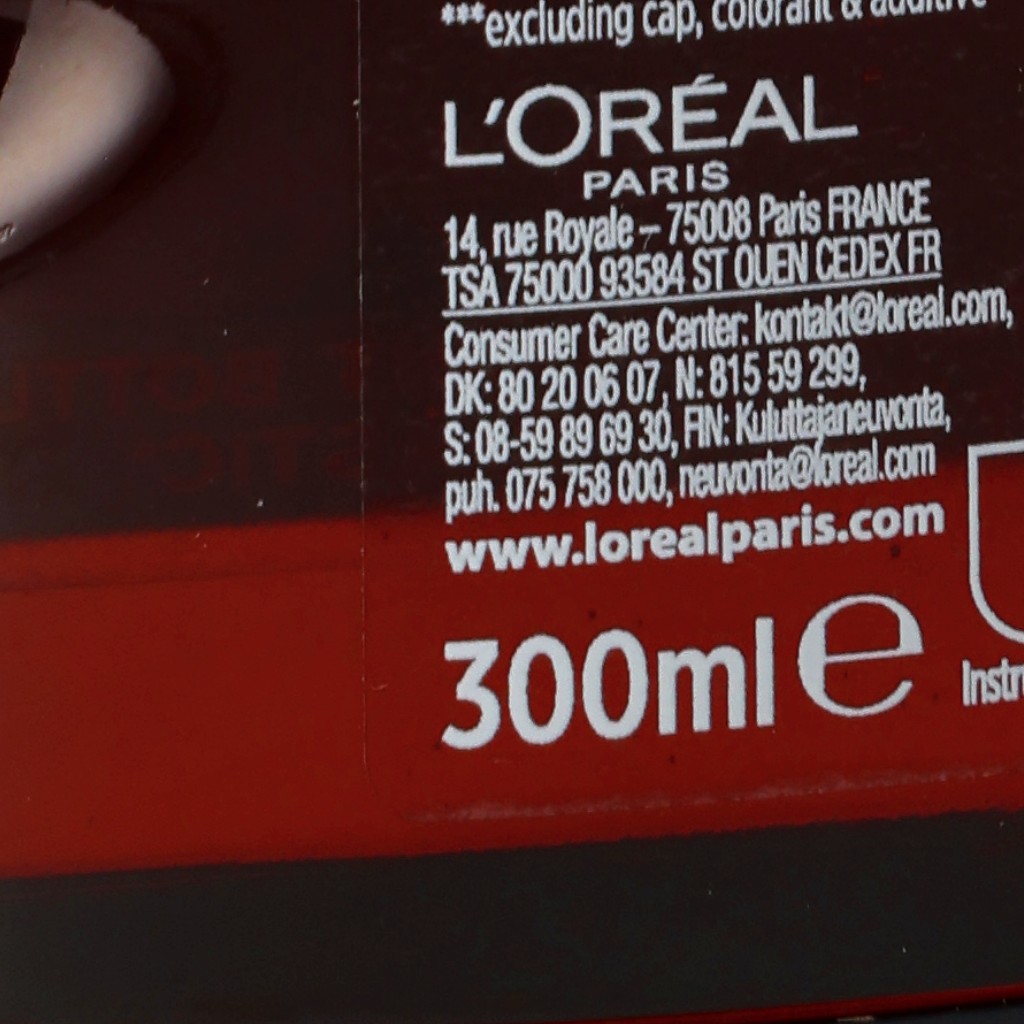 ***excluding cap, colorant & additive
L'ORÉAL
PARIS
14, rue Royale – 75008 Paris FRANCE
TSA 75000 93584 ST OUEN CEDEX FR
Consumer Care Center: kontakt@loreal.com,
DK: 80 20 06 07, N: 815 59 299,
S: 08-59 89 69 30, FIN: Kuluttajaneuvonta,
puh. 075 758 000, neuvonta@loreal.com
www.lorealparis.com
300ml e
Instr